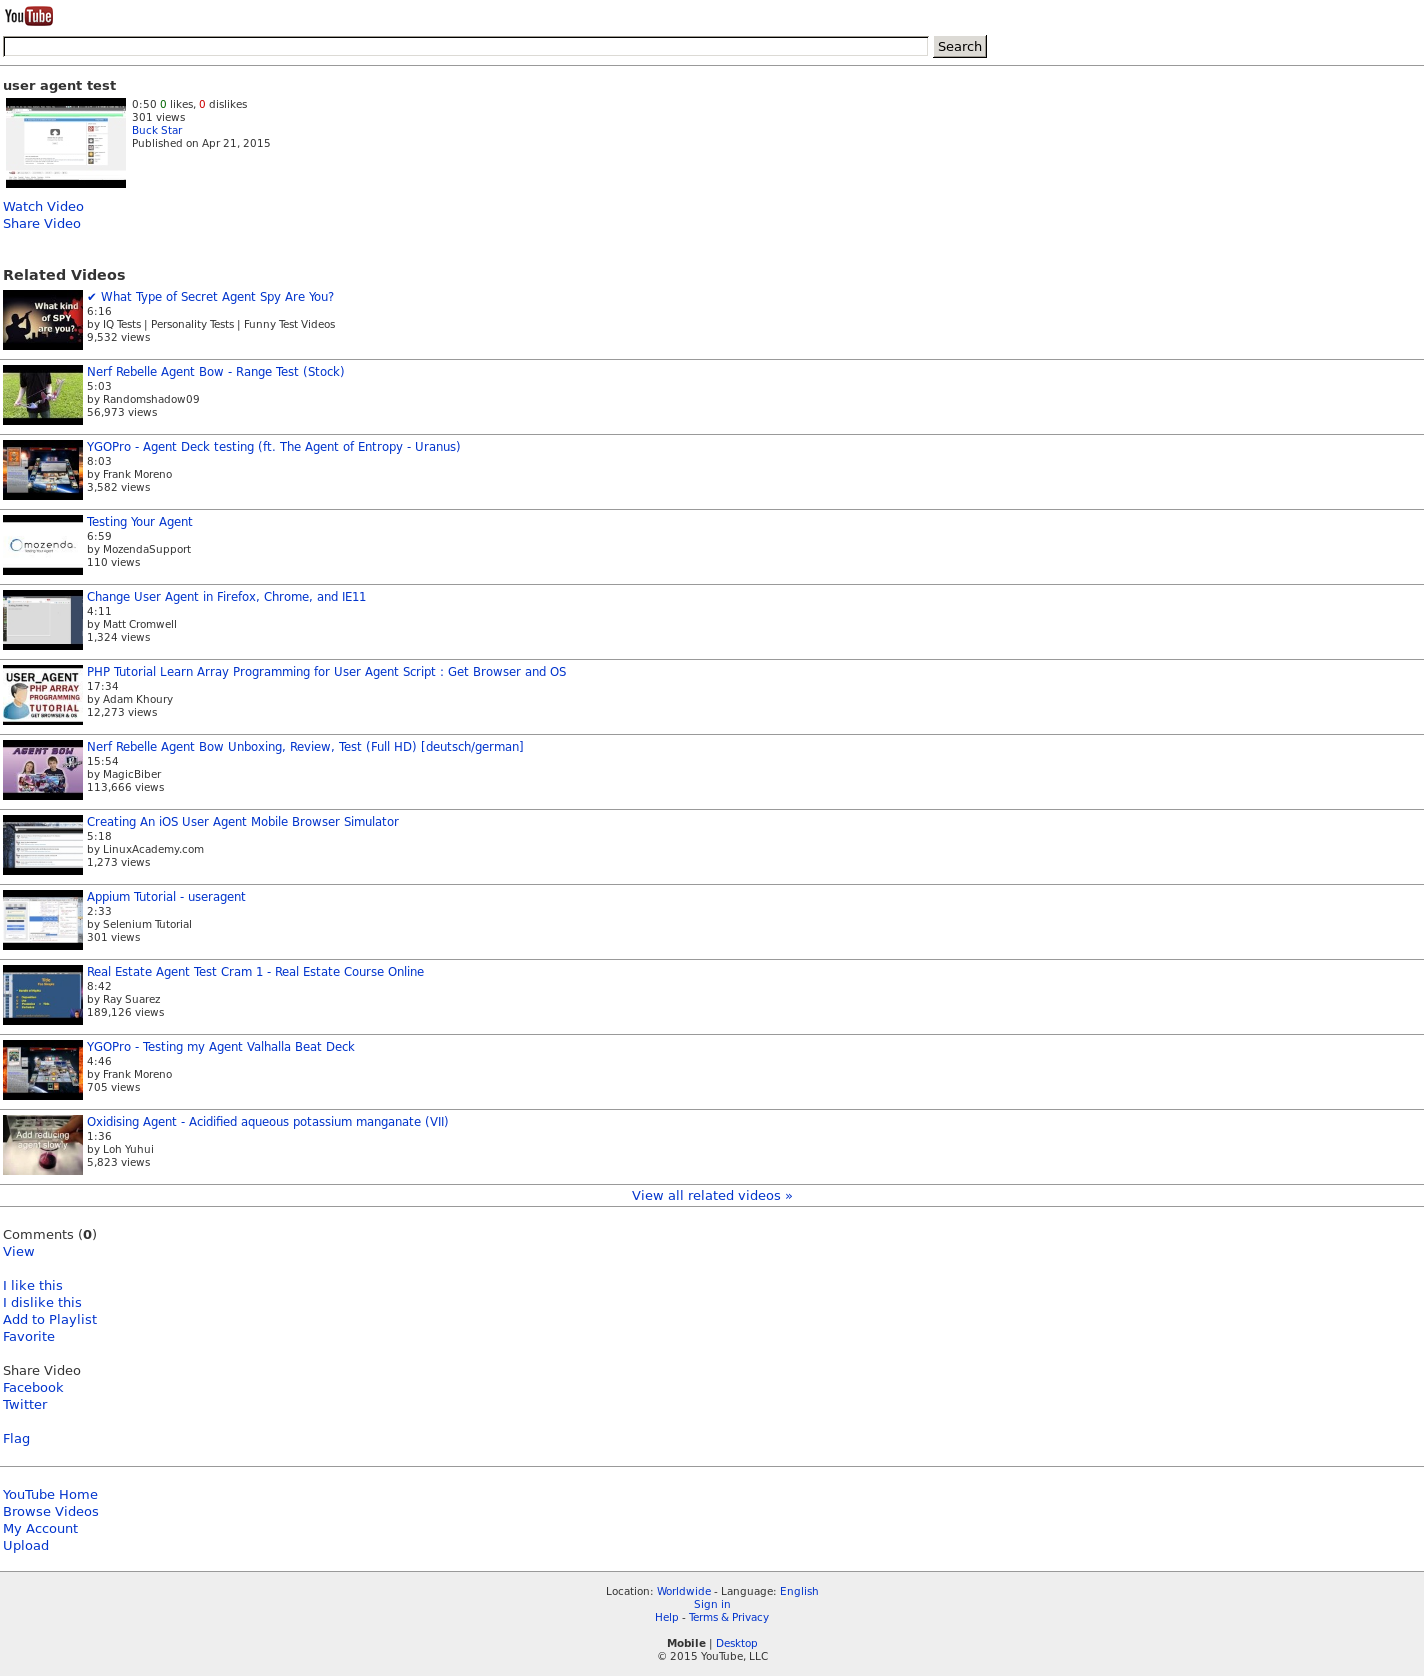 YouTube
Search
user agent test
0:50 0 likes, 0 dislikes
301 views
Buck Star
Published on Apr 21, 2015
Watch Video
Share Video
Related Videos
What kind
of SPY
are you?
✔ What Type of Secret Agent Spy Are You?
6:16
by IQ Tests | Personality Tests | Funny Test Videos
9,532 views
Nerf Rebelle Agent Bow - Range Test (Stock)
5:03
by Randomshadow09
56,973 views
YGOPro - Agent Deck testing (ft. The Agent of Entropy - Uranus)
8:03
by Frank Moreno
3,582 views
mozenda
Testing Your Agent
6:59
by MozendaSupport
110 views
Change User Agent in Firefox, Chrome, and IE11
4:11
by Matt Cromwell
1,324 views
USER_AGENT
PHP ARRAY
PROGRAMMING
TUTORIAL
GET BROWSER & OS
PHP Tutorial Learn Array Programming for User Agent Script : Get Browser and OS
17:34
by Adam Khoury
12,273 views
AGENT BOW
Nerf Rebelle Agent Bow Unboxing, Review, Test (Full HD) [deutsch/german]
15:54
by MagicBiber
113,666 views
Creating An iOS User Agent Mobile Browser Simulator
5:18
by LinuxAcademy.com
1,273 views
Appium Tutorial - useragent
2:33
by Selenium Tutorial
301 views
Real Estate Agent Test Cram 1 - Real Estate Course Online
8:42
by Ray Suarez
189,126 views
YGOPro - Testing my Agent Valhalla Beat Deck
4:46
by Frank Moreno
705 views
Add reducing
agent slowly
Oxidising Agent - Acidified aqueous potassium manganate (VII)
1:36
by Loh Yuhui
5,823 views
View all related videos »
Comments (0)
View
I like this
I dislike this
Add to Playlist
Favorite
Share Video
Facebook
Twitter
Flag
YouTube Home
Browse Videos
My Account
Upload
Location: Worldwide - Language: English
Sign in
Help - Terms & Privacy
Mobile | Desktop
© 2015 YouTube, LLC